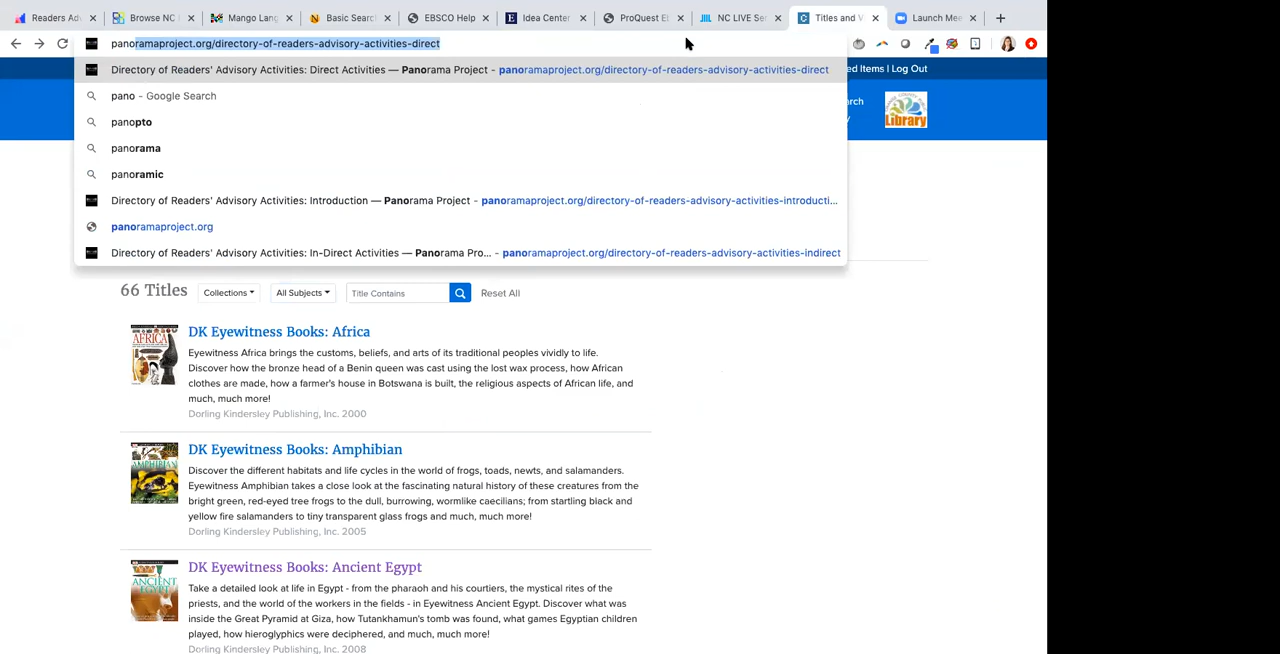 Readers Adv
Browse NC
Mango Lang
Basic Searc
EBSCO Help
Idea Center
ProQuest E
NC LIVE Se
Titles and V
Launch Mee
panoramaproject.org/directory-of-readers-advisory-activities-direct
Directory of Readers' Advisory Activities: Direct Activities — Panorama Project - panoramaproject.org/directory-of-readers-advisory-activities-direct
ed Items | Log Out
pano - Google Search
rch
Library
panopto
y
panorama
panoramic
Directory of Readers' Advisory Activities: Introduction — Panorama Project - panoramaproject.org/directory-of-readers-advisory-activities-introducti...
panoramaproject.org
Directory of Readers' Advisory Activities: In-Direct Activities — Panorama Pro... - panoramaproject.org/directory-of-readers-advisory-activities-indirect
66 Titles
Collections
All Subjects
Title Contains
Reset All
DK Eyewitness Books: Africa
AFRICA
Eyewitness Africa brings the customs, beliefs, and arts of its traditional peoples vividly to life.
Discover how the bronze head of a Benin queen was cast using the lost wax process, how African
clothes are made, how a farmer's house in Botswana is built, the religious aspects of African life, and
much, much more!
Dorling Kindersley Publishing, Inc. 2000
DK Eyewitness Books: Amphibian
AMPHIBIAN
Discover the different habitats and life cycles in the world of frogs, toads, newts, and salamanders.
Eyewitness Amphibian takes a close look at the fascinating natural history of these creatures from the
bright green, red-eyed tree frogs to the dull, burrowing, wormlike caecilians; from startling black and
yellow fire salamanders to tiny transparent glass frogs and much, much more!
Dorling Kindersley Publishing, Inc. 2005
DK Eyewitness Books: Ancient Egypt
ANCIENT
EGYPT
Take a detailed look at life in Egypt - from the pharaoh and his courtiers, the mystical rites of the
priests, and the world of the workers in the fields - in Eyewitness Ancient Egypt. Discover what was
inside the Great Pyramid at Giza, how Tutankhamun's tomb was found, what games Egyptian children
played, how hieroglyphics were deciphered, and much, much more!
Dorling Kindersley Publishing, Inc. 2008